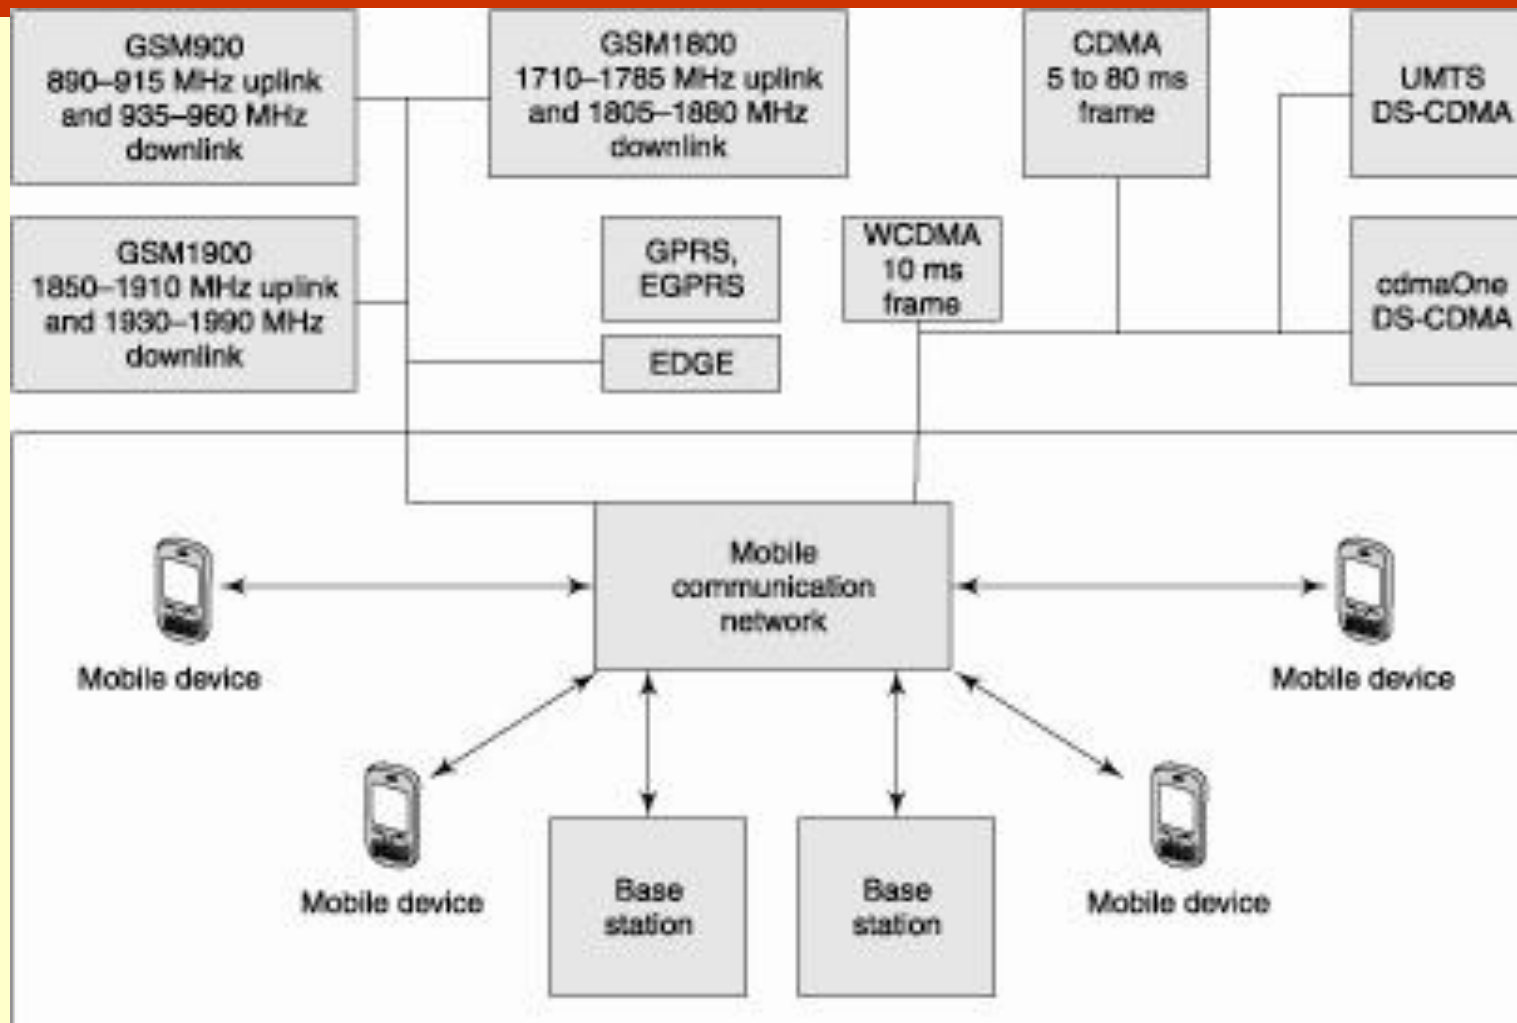 GSM900
890–915 MHz uplink
and 935–960 MHz
downlink
GSM1800
1710–1785 MHz uplink
and 1805–1880 MHz
downlink
CDMA
5 to 80 ms
frame
UMTS
DS-CDMA
GSM1900
1850–1910 MHz uplink
and 1930–1990 MHz
downlink
GPRS,
EGPRS
EDGE
WCDMA
10 ms
frame
cdmaOne
DS-CDMA
Mobile
communication
network
Mobile device
Mobile device
Mobile device
Base
station
Base
station
Mobile device